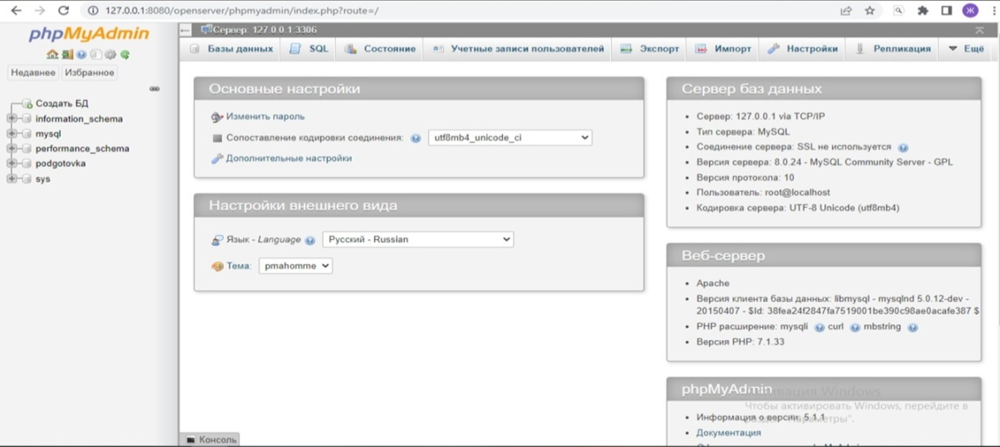 127.0.0.1:8080/openserver/phpmyadmin/index.php?route=/
Ж
phpMyAdmin
Недавнее Избранное
Создать БД
information_schema
mysql
performance_schema
podgotovka
sys
Сервер: 127.0.0.1:3306
Базы данных SQL Состояние Учетные записи пользователей Экспорт Импорт Настройки Репликация Ещё
Основные настройки
Изменить пароль
Сопоставление кодировки соединения: utf8mb4_unicode_ci
Дополнительные настройки
Настройки внешнего вида
Язык - Language Русский - Russian
Тема: pmahomme
Сервер баз данных
Сервер: 127.0.0.1 via TCP/IP
Тип сервера: MySQL
Соединение сервера: SSL не используется
Версия сервера: 8.0.24 - MySQL Community Server - GPL
Версия протокола: 10
Пользователь: root@localhost
Кодировка сервера: UTF-8 Unicode (utf8mb4)
Веб-сервер
Apache
Версия клиента базы данных: libmysql - mysqlnd 5.0.12-dev -
20150407 - $Id: 38fea24f2847fa7519001be390c98ae0acafe387 $
PHP расширение: mysqli curl mbstring
Версия PHP: 7.1.33
phpMyAdmin
Windows
Чтобы активировать Windows, перейдите в
Информация о версии: 5.1.1
Документация
Консоль